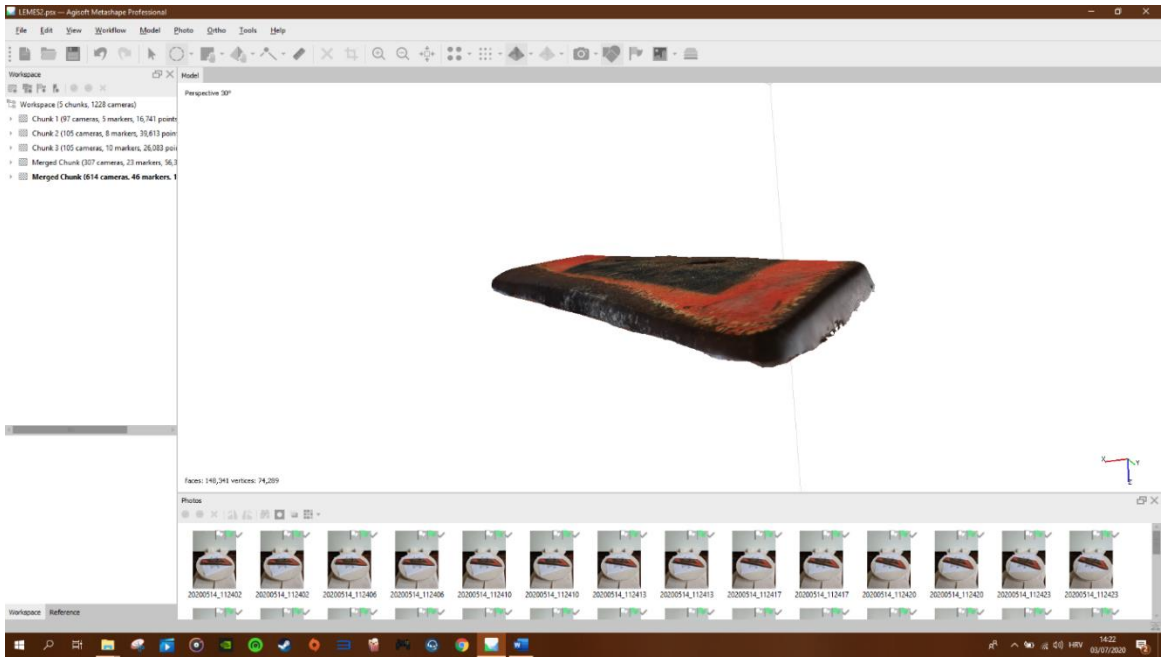 LEMES2.psx — Agisoft Metashape Professional
File Edit View Workflow Model Photo Ortho Tools Help
Workspace
Model
Workspace (5 chunks, 1228 cameras)
Chunk 1 (97 cameras, 5 markers, 16,741 points
Chunk 2 (105 cameras, 8 markers, 39,613 poin
Chunk 3 (105 cameras, 10 markers, 26,083 poi
Merged Chunk (307 cameras, 23 markers, 56,3
Merged Chunk (614 cameras, 46 markers, 1
Perspective 30°
X Y Z
Faces: 148,341 vertices: 74,289
Photos
20200514_112402 20200514_112402 20200514_112406 20200514_112406 20200514_112410 20200514_112410 20200514_112413 20200514_112413 20200514_112417 20200514_112417 20200514_112420 20200514_112420 20200514_112423 20200514_112423
Workspace Reference
HRV
14:22
03/07/2020